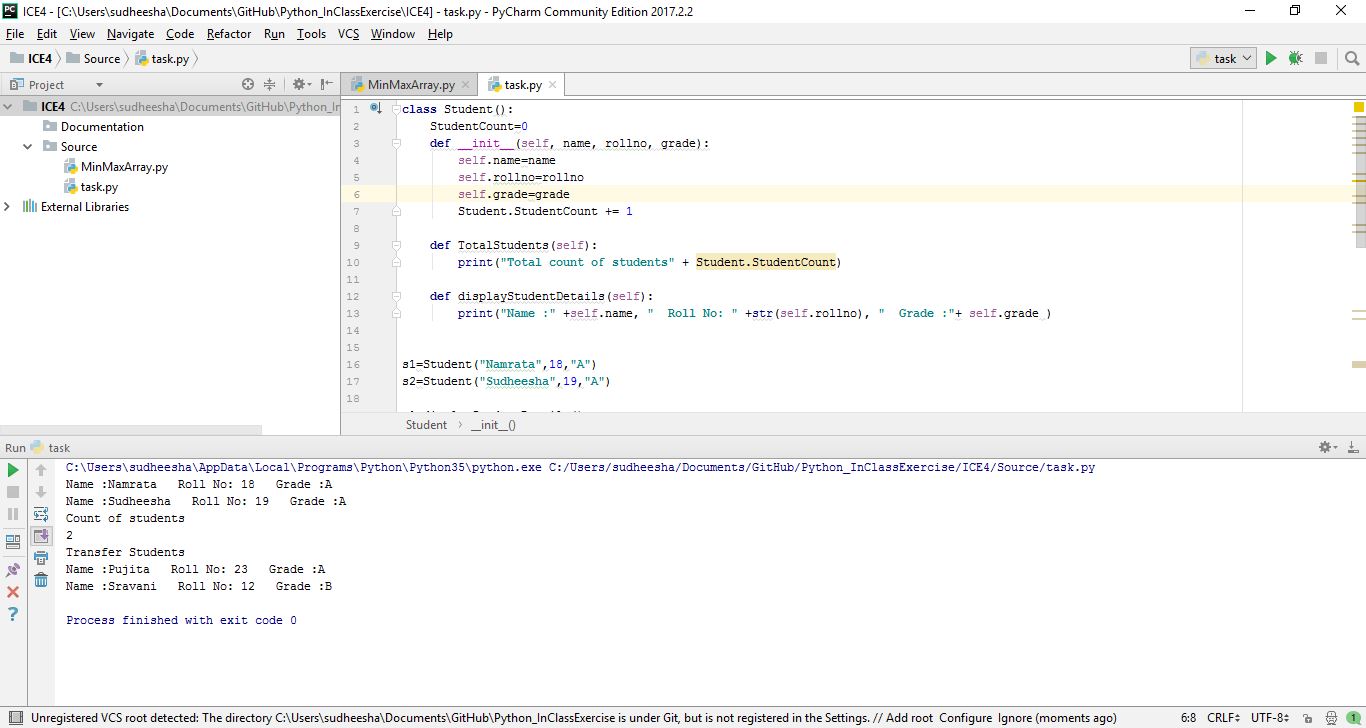 ICE4 - [C:\Users\sudheesha\Documents\GitHub\Python_InClassExercise\ICE4] - task.py - PyCharm Community Edition 2017.2.2
File Edit View Navigate Code Refactor Run Tools VCS Window Help
ICE4 Source task.py task
Project MinMaxArray.py task.py
ICE4 C:\Users\sudheesha\Documents\GitHub\Python_Ir
Documentation
Source
MinMaxArray.py
task.py
External Libraries
1 class Student():
2 StudentCount=0
3 def __init__(self, name, rollno, grade):
4 self.name=name
5 self.rollno=rollno
6 self.grade=grade
7 Student.StudentCount += 1
8
9 def TotalStudents(self):
10 print("Total count of students" + Student.StudentCount)
11
12 def displayStudentDetails(self):
13 print("Name :" +self.name, "  Roll No: " +str(self.rollno), "  Grade :"+ self.grade )
14
15
16 s1=Student("Namrata",18,"A")
17 s2=Student("Sudheesha",19,"A")
18
Student __init__()
Run task
C:\Users\sudheesha\AppData\Local\Programs\Python\Python35\python.exe C:/Users/sudheesha/Documents/GitHub/Python_InClassExercise/ICE4/Source/task.py
Name :Namrata   Roll No: 18   Grade :A
Name :Sudheesha   Roll No: 19   Grade :A
Count of students
2
Transfer Students
Name :Pujita   Roll No: 23   Grade :A
Name :Sravani   Roll No: 12   Grade :B
Process finished with exit code 0
Unregistered VCS root detected: The directory C:\Users\sudheesha\Documents\GitHub\Python_InClassExercise is under Git, but is not registered in the Settings. // Add root Configure Ignore (moments ago) 6:8 CRLF UTF-8 1